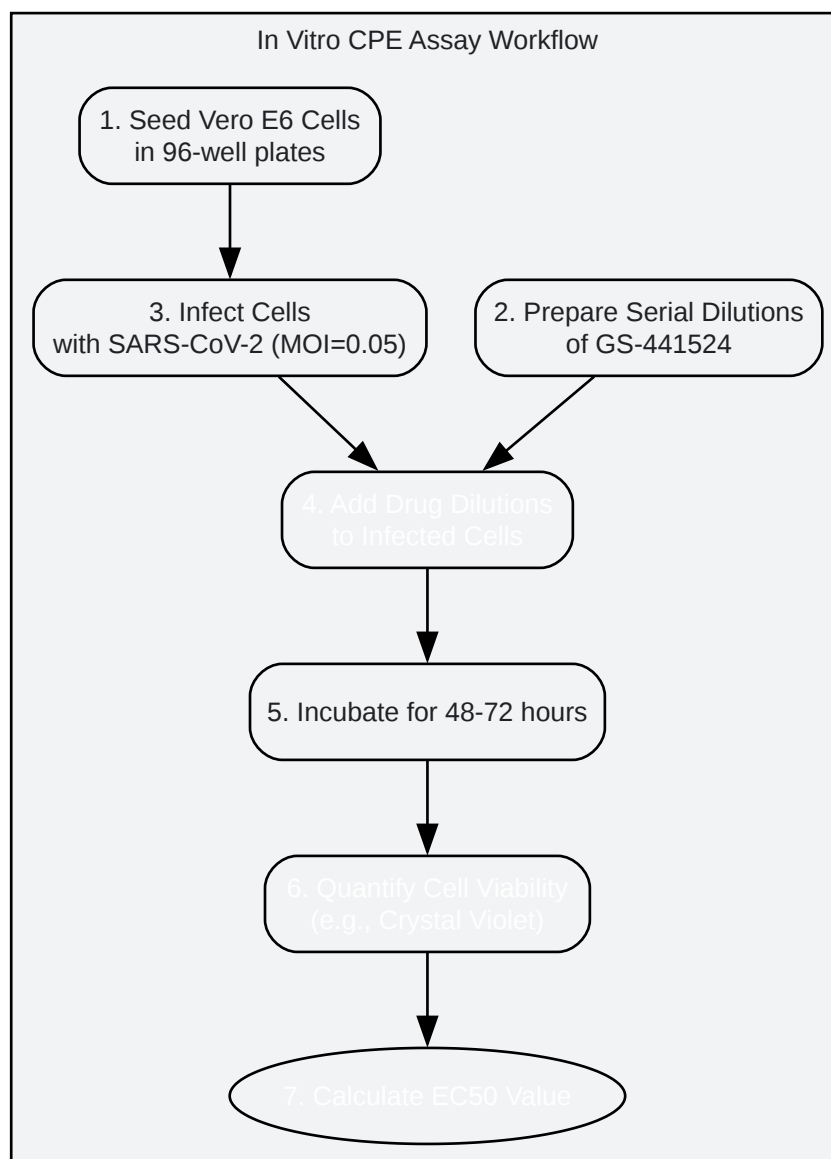 In Vitro CPE Assay Workflow
1. Seed Vero E6 Cells
in 96-well plates
3. Infect Cells
with SARS-CoV-2 (MOI=0.05)
2. Prepare Serial Dilutions
of GS-441524
4. Add Drug Dilutions
to Infected Cells
5. Incubate for 48-72 hours
6. Quantify Cell Viability
(e.g., Crystal Violet)
7. Calculate EC50 Value